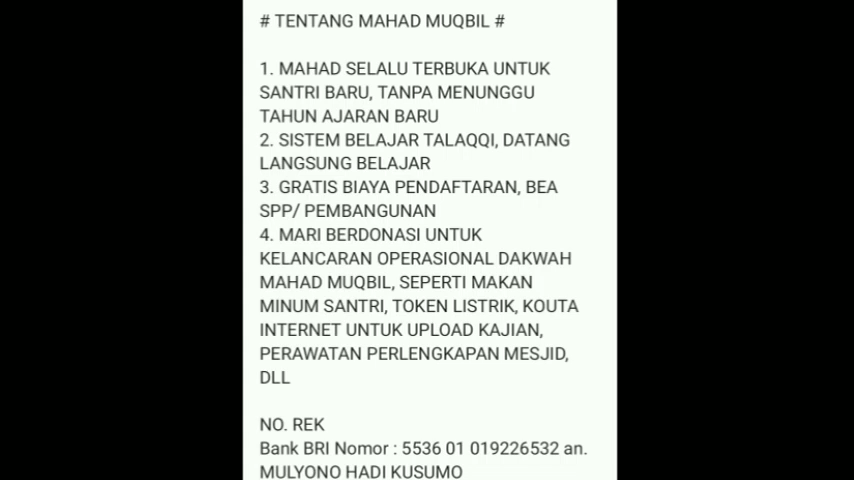 # TENTANG MAHAD MUQBIL #
1. MAHAD SELALU TERBUKA UNTUK
SANTRI BARU, TANPA MENUNGGU
TAHUN AJARAN BARU
2. SISTEM BELAJAR TALAQQI, DATANG
LANGSUNG BELAJAR
3. GRATIS BIAYA PENDAFTARAN, BEA
SPP/ PEMBANGUNAN
4. MARI BERDONASI UNTUK
KELANCARAN OPERASIONAL DAKWAH
MAHAD MUQBIL, SEPERTI MAKAN
MINUM SANTRI, TOKEN LISTRIK, KOUTA
INTERNET UNTUK UPLOAD KAJIAN,
PERAWATAN PERLENGKAPAN MESJID,
DLL
NO. REK
Bank BRI Nomor : 5536 01 019226532 an.
MULYONO HADI KUSUMO